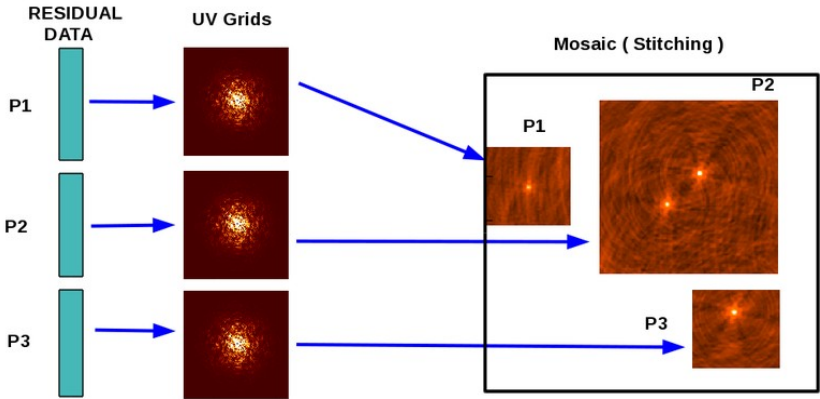 RESIDUAL
DATA
UV Grids
Mosaic ( Stitching )
P1
P2
P3
P1
P2
P3